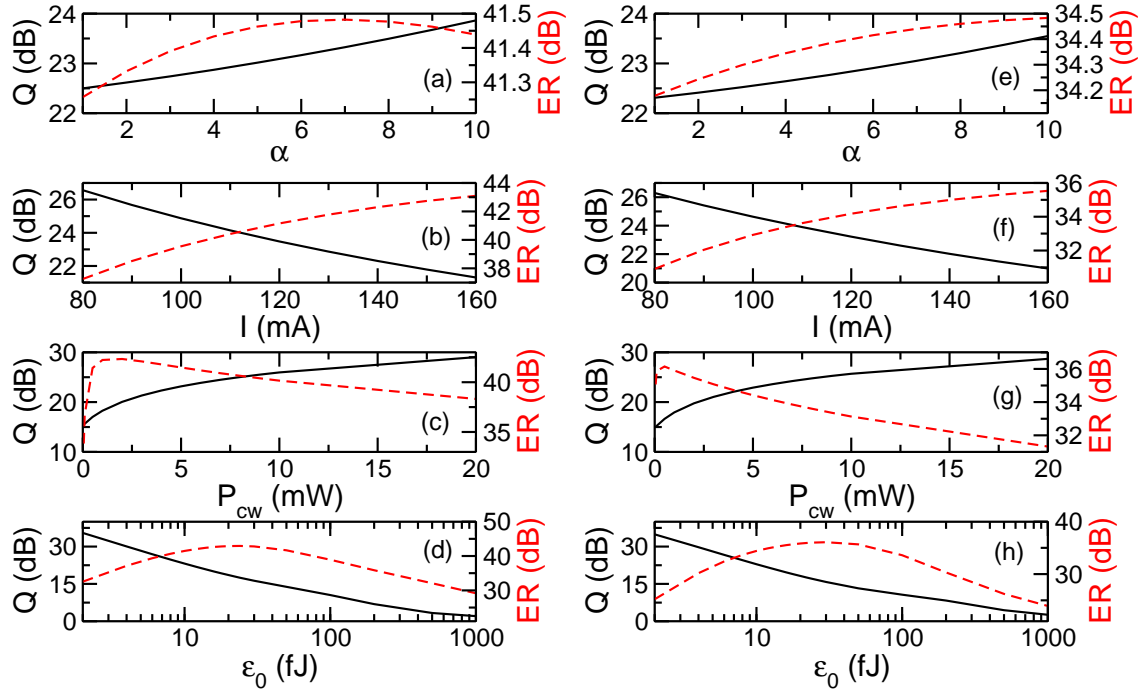 24 41.5 24 34.5
Q (dB) 23 41.4 ER (dB) Q (dB) 23 34.4 ER (dB)
(a) 34.3 (e)
22 41.3 22 34.2
2 4 6 8 10 2 4 6 8 10
α α
26 44 26 36
Q (dB) 24 42 ER (dB) Q (dB) 24 34 ER (dB)
(b) 40 (f)
22 38 22 32
20
80 100 120 140 160 80 100 120 140 160
I (mA) I (mA)
30 30 36
Q (dB) 20 40 ER (dB) Q (dB) 20 34 ER (dB)
(c) 35 (g)
10 10 32
0 5 10 15 20 0 5 10 15 20
Pcw (mW) Pcw (mW)
50 40
Q (dB) 30 (d) 40 ER (dB) Q (dB) 30 (h) 30 ER (dB)
15 30 15
0 0
10 100 1000 10 100 1000
ε0 (fJ) ε0 (fJ)